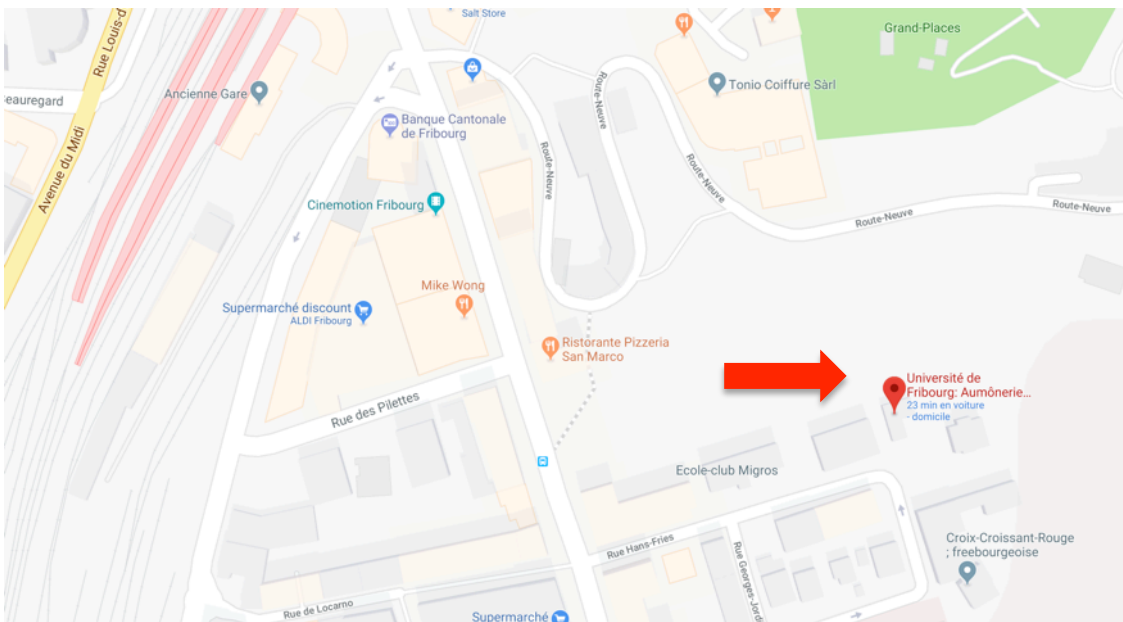 Salt Store
Grand-Places
Rue Louis-d
Beauregard
Ancienne Gare
Tonio Coiffure Sàrl
Route-Neuve
Banque Cantonale
de Fribourg
Avenue du Midi
Route-Neuve
Route-Neuve
Cinemotion Fribourg
Route-Neuve
Route-Neuve
Mike Wong
Supermarché discount
ALDI Fribourg
Ristorante Pizzeria
San Marco
Université de
Fribourg: Aumônerie...
23 min en voiture
- domicile
Rue des Pilettes
Ecole-club Migros
Rue Hans-Fries
Rue Georges-Jordi
Croix-Croissant-Rouge
; freebourgeoise
Rue de Locarno
Supermarché